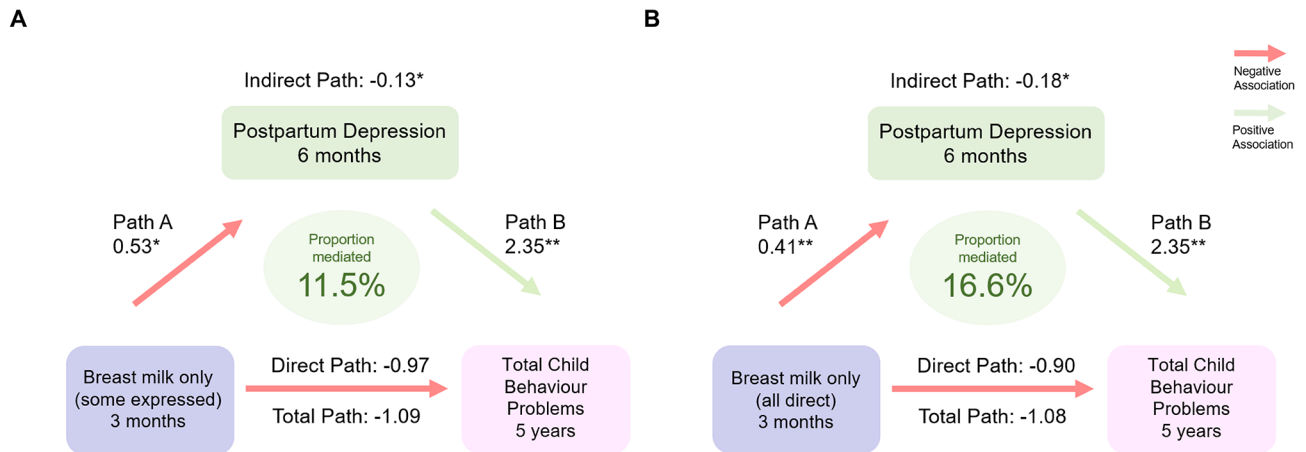 A
Indirect Path: -0.13*
Postpartum Depression
6 months
Path A
0.53*
Proportion
mediated
11.5%
Path B
2.35**
Breast milk only
(some expressed)
3 months
Direct Path: -0.97
Total Path: -1.09
Total Child
Behaviour
Problems
5 years
B
Indirect Path: -0.18*
Postpartum Depression
6 months
Path A
0.41**
Proportion
mediated
16.6%
Path B
2.35**
Breast milk only
(all direct)
3 months
Direct Path: -0.90
Total Path: -1.08
Total Child
Behaviour
Problems
5 years
Negative
Association
Positive
Association